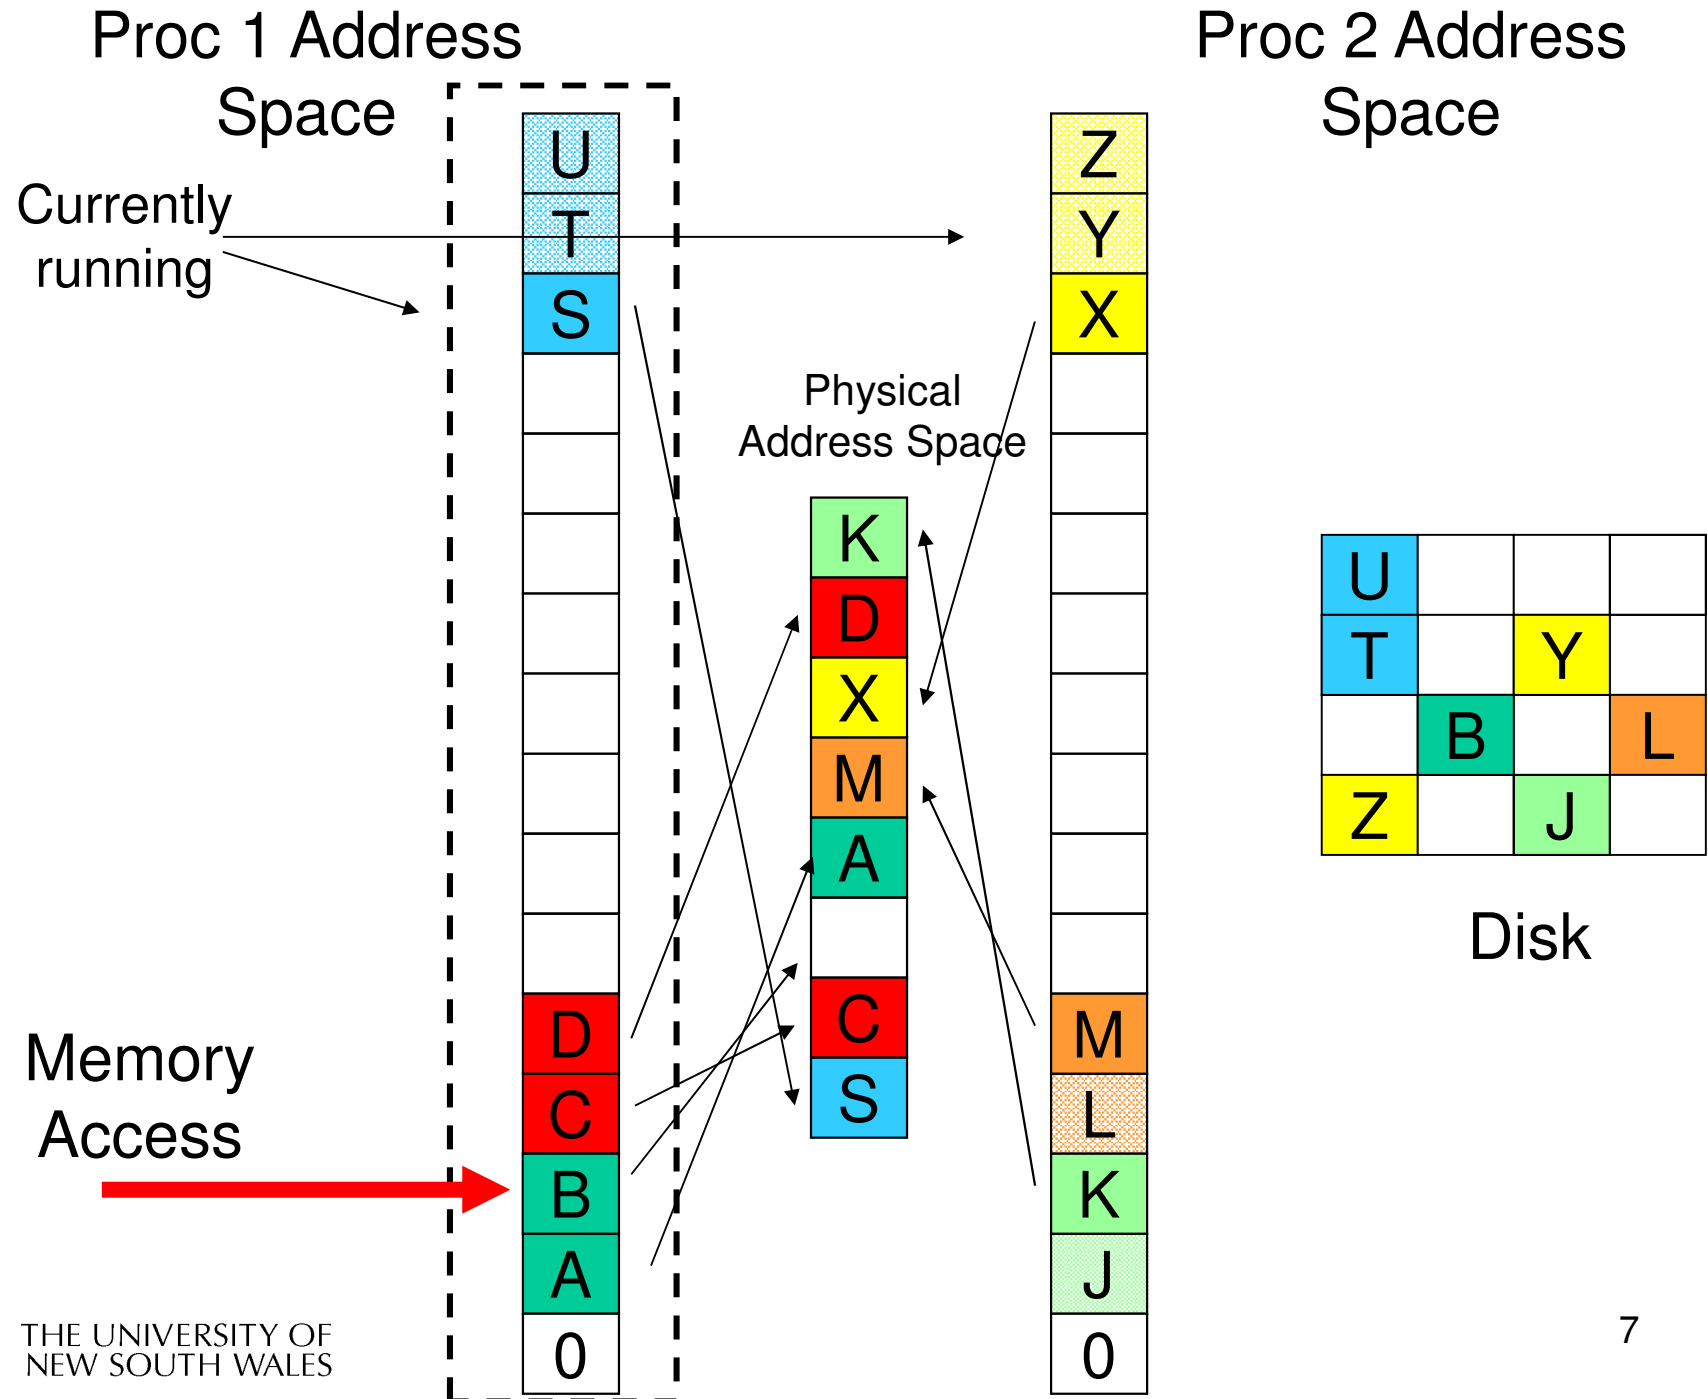 Proc 1 Address
Space
Proc 2 Address
Space
Currently
running
U
T
S
D
C
B
A
0
Memory
Access
Physical
Address Space
K
D
X
M
A
C
S
Z
Y
X
M
L
K
J
0
U
T Y
B L
Z J
Disk
THE UNIVERSITY OF
NEW SOUTH WALES
7